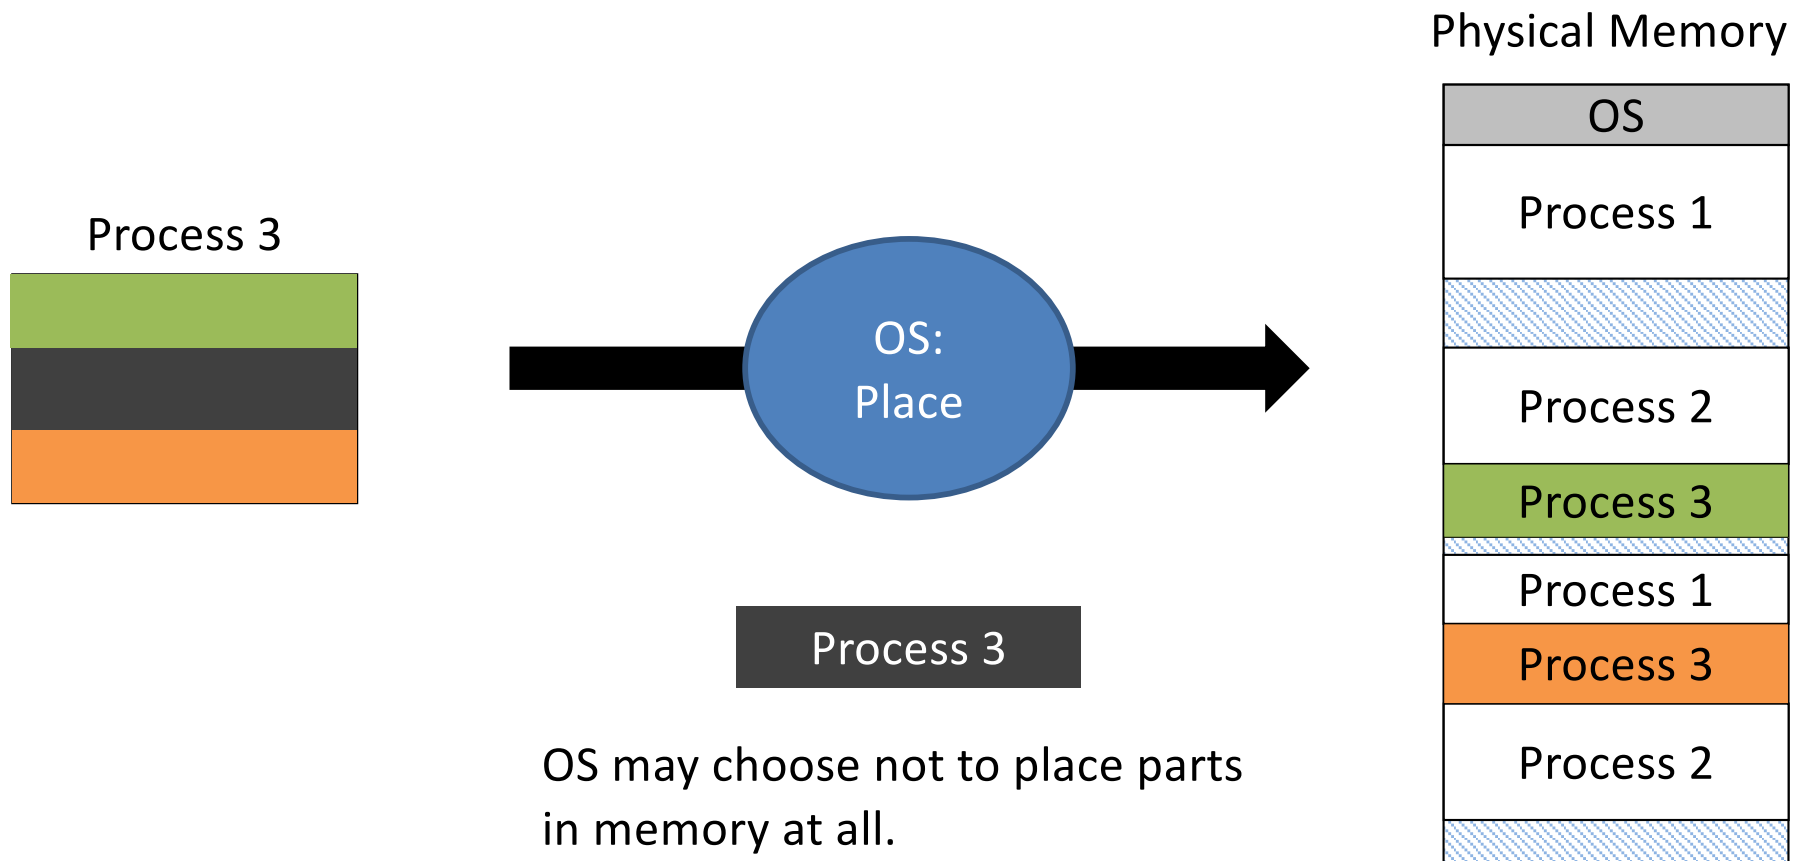 Physical Memory
OS
Process 1
Process 3
OS:
Place
Process 2
Process 3
Process 1
Process 3
Process 3
Process 2
OS may choose not to place parts
in memory at all.